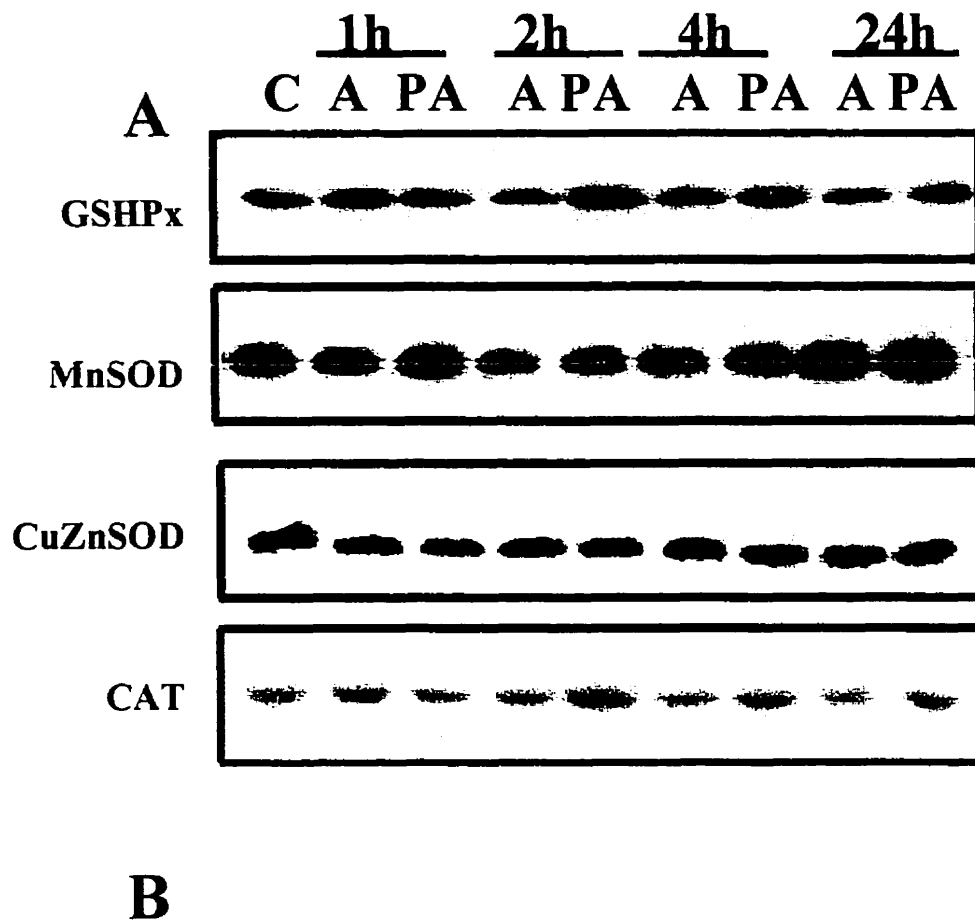 1h 2h 4h 24h
C A PA A PA A PA A PA
A
GSHPx
MnSOD
CuZnSOD
CAT
B